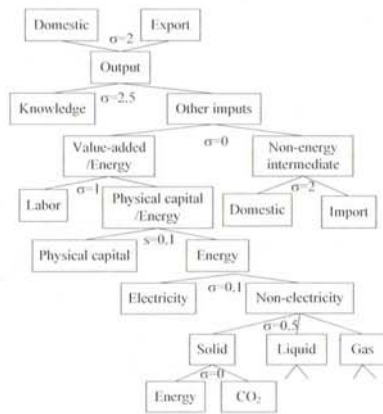 Domestic Export
σ=2
Output
Knowledge σ=2.5 Other imputs
Value-added
/Energy
σ=0
Non-energy
intermediate
Labor σ=1 Physical capital
/Energy
Domestic σ=2 Import
Physical capital s=0.1 Energy
Electricity σ=0.1 Non-electricity
σ=0.5
Solid Liquid Gas
σ=0
Energy CO₂